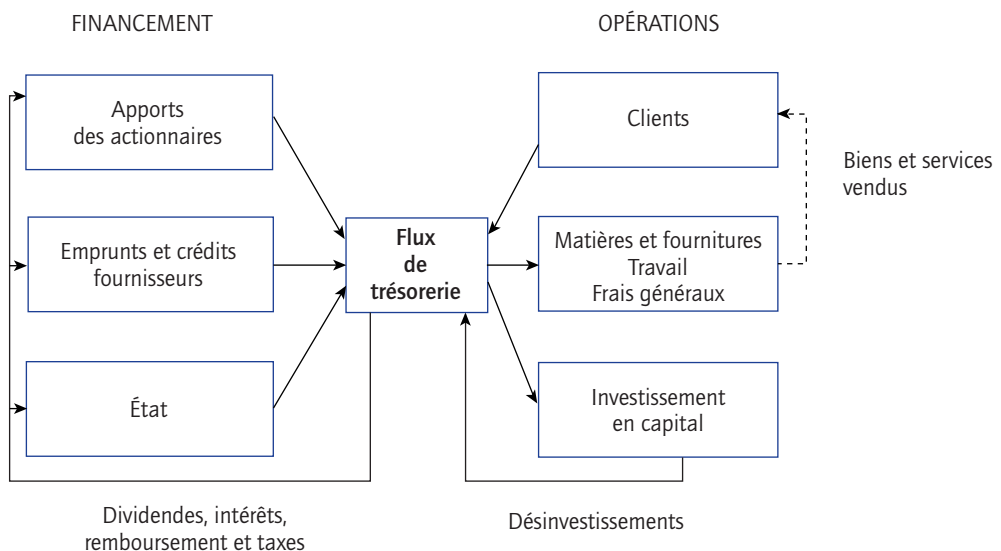 FINANCEMENT
OPÉRATIONS
Apports
des actionnaires
Clients
Biens et services
vendus
Emprunts et crédits
fournisseurs
Flux
de
trésorerie
Matières et fournitures
Travail
Frais généraux
État
Investissement
en capital
Dividendes, intérêts,
remboursement et taxes
Désinvestissements